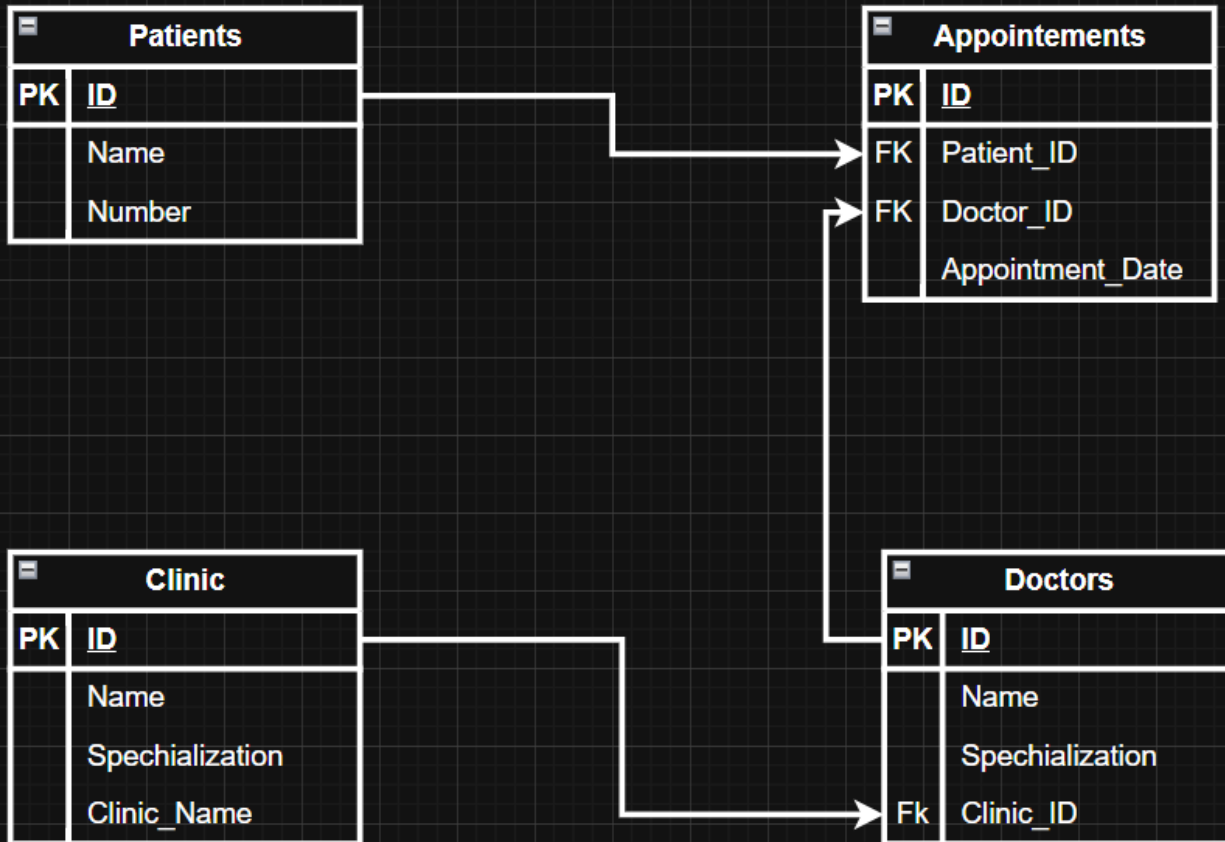 Patients
PK ID
Name
Number
Appointements
PK ID
FK Patient_ID
FK Doctor_ID
Appointment_Date
Clinic
PK ID
Name
Spechialization
Clinic_Name
Doctors
PK ID
Name
Spechialization
Fk Clinic_ID